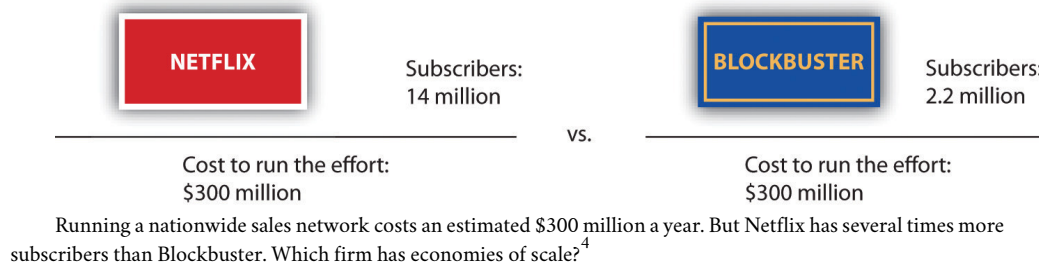 NETFLIX
Subscribers:
14 million
Cost to run the effort:
$300 million
vs.
BLOCKBUSTER
Subscribers:
2.2 million
Cost to run the effort:
$300 million
Running a nationwide sales network costs an estimated $300 million a year. But Netflix has several times more
subscribers than Blockbuster. Which firm has economies of scale?4